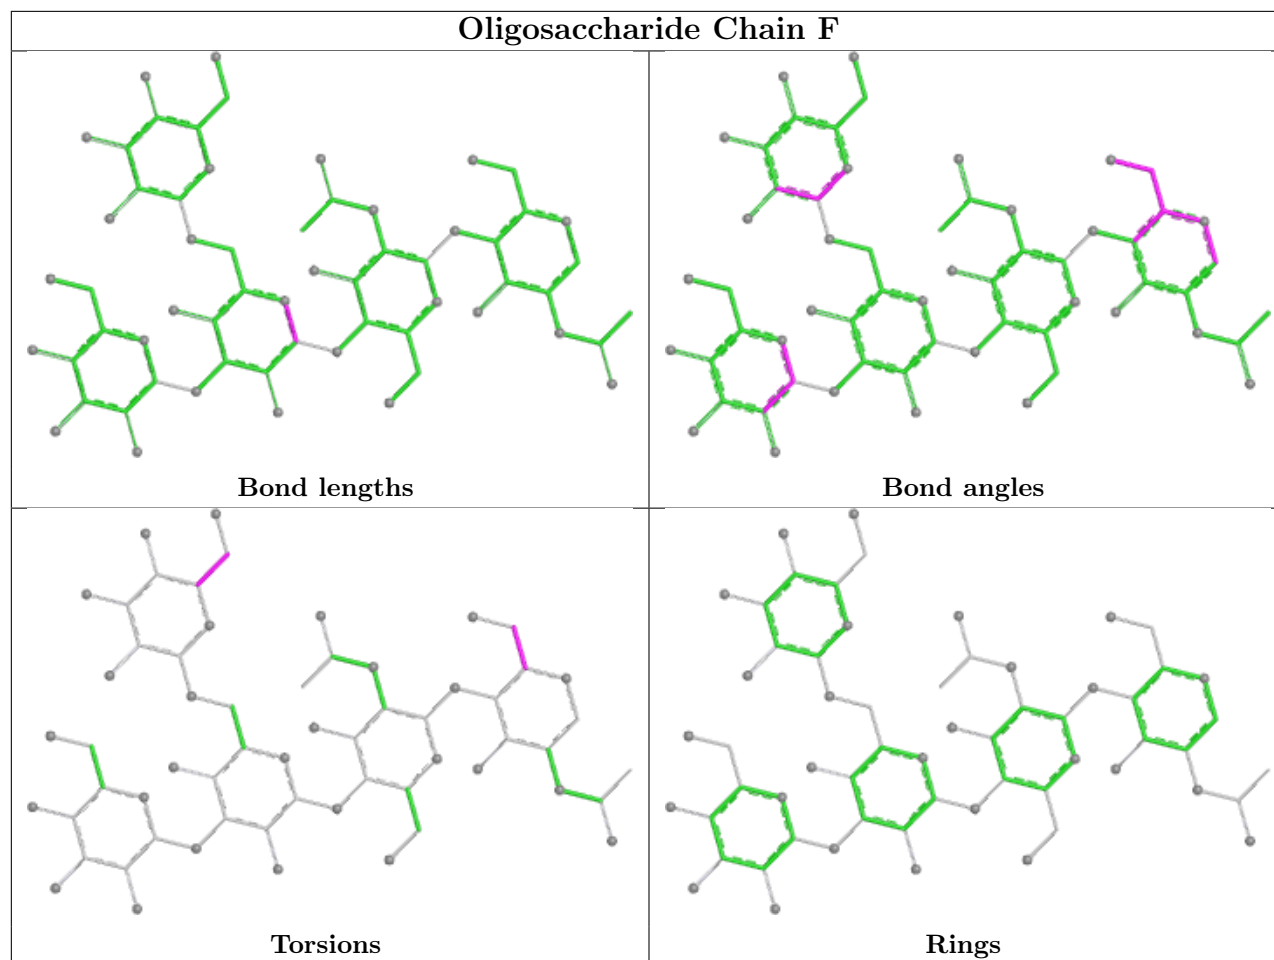 Oligosaccharide Chain F
Bond lengths
Bond angles
Torsions
Rings